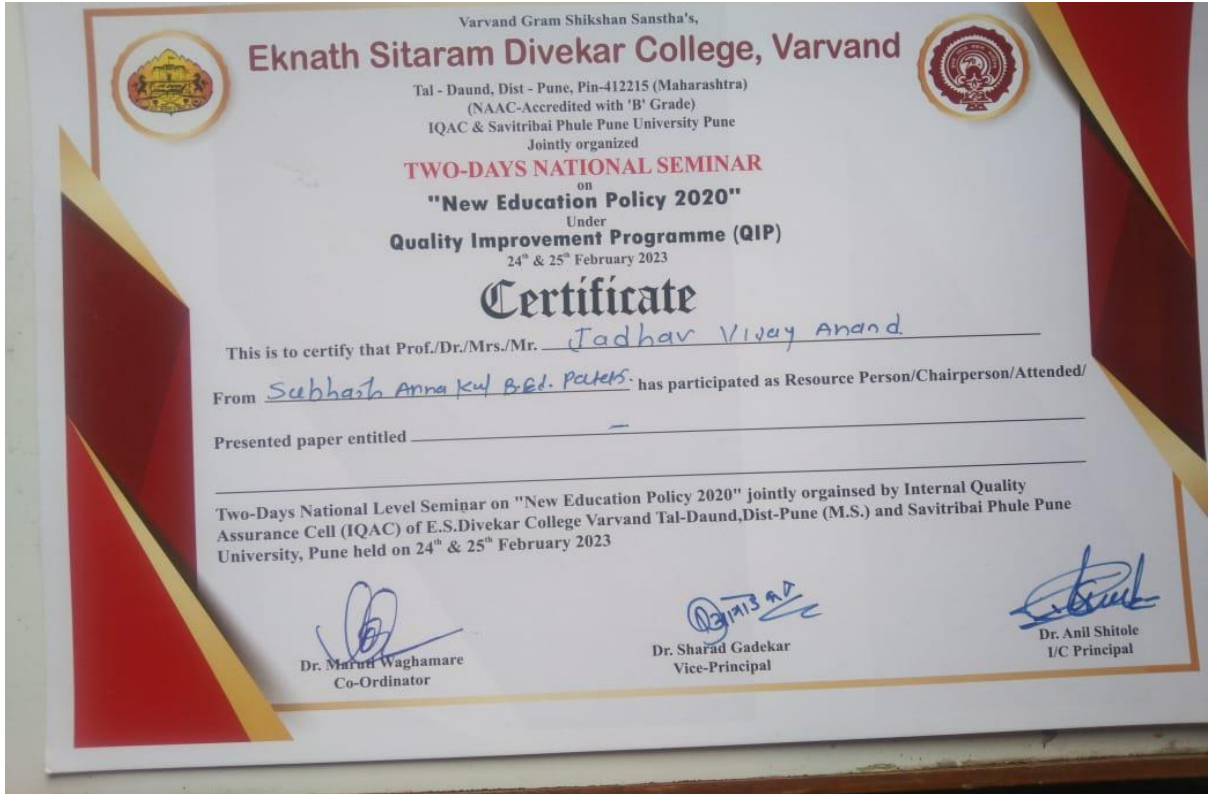 Varvand Gram Shikshan Sanstha's,
Eknath Sitaram Divekar College, Varvand
Tal - Daund, Dist - Pune, Pin-412215 (Maharashtra)
(NAAC-Accredited with 'B' Grade)
IQAC & Savitribai Phule Pune University Pune
Jointly organized
TWO-DAYS NATIONAL SEMINAR
on
"New Education Policy 2020"
Under
Quality Improvement Programme (QIP)
24th & 25th February 2023
Certificate
This is to certify that Prof./Dr./Mrs./Mr. Jadhav Vijay Anand
From Subhash Anna Kul B.Ed. has participated as Resource Person/Chairperson/Attended/
Presented paper entitled -
Two-Days National Level Seminar on "New Education Policy 2020" jointly orgainsed by Internal Quality
Assurance Cell (IQAC) of E.S.Divekar College Varvand Tal-Daund,Dist-Pune (M.S.) and Savitribai Phule Pune
University, Pune held on 24th & 25th February 2023
Dr. Maruti Waghamare
Co-Ordinator
Dr. Sharad Gadekar
Vice-Principal
Dr. Anil Shitole
I/C Principal